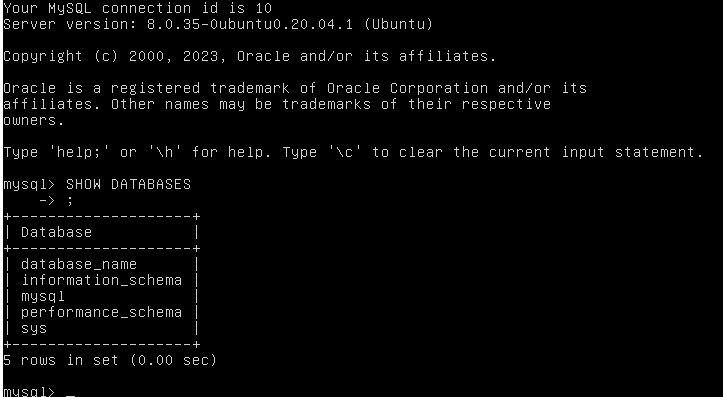 Your MySQL connection id is 10
Server version: 8.0.35-0ubuntu0.20.04.1 (Ubuntu)
Copyright (c) 2000, 2023, Oracle and/or its affiliates.
Oracle is a registered trademark of Oracle Corporation and/or its
affiliates. Other names may be trademarks of their respective
owners.
Type 'help;' or '\h' for help. Type '\c' to clear the current input statement.
mysql> SHOW DATABASES
    -> ;
+--------------------+
| Database           |
+--------------------+
| database_name      |
| information_schema |
| mysql              |
| performance_schema |
| sys                |
+--------------------+
5 rows in set (0.00 sec)
mysql> _